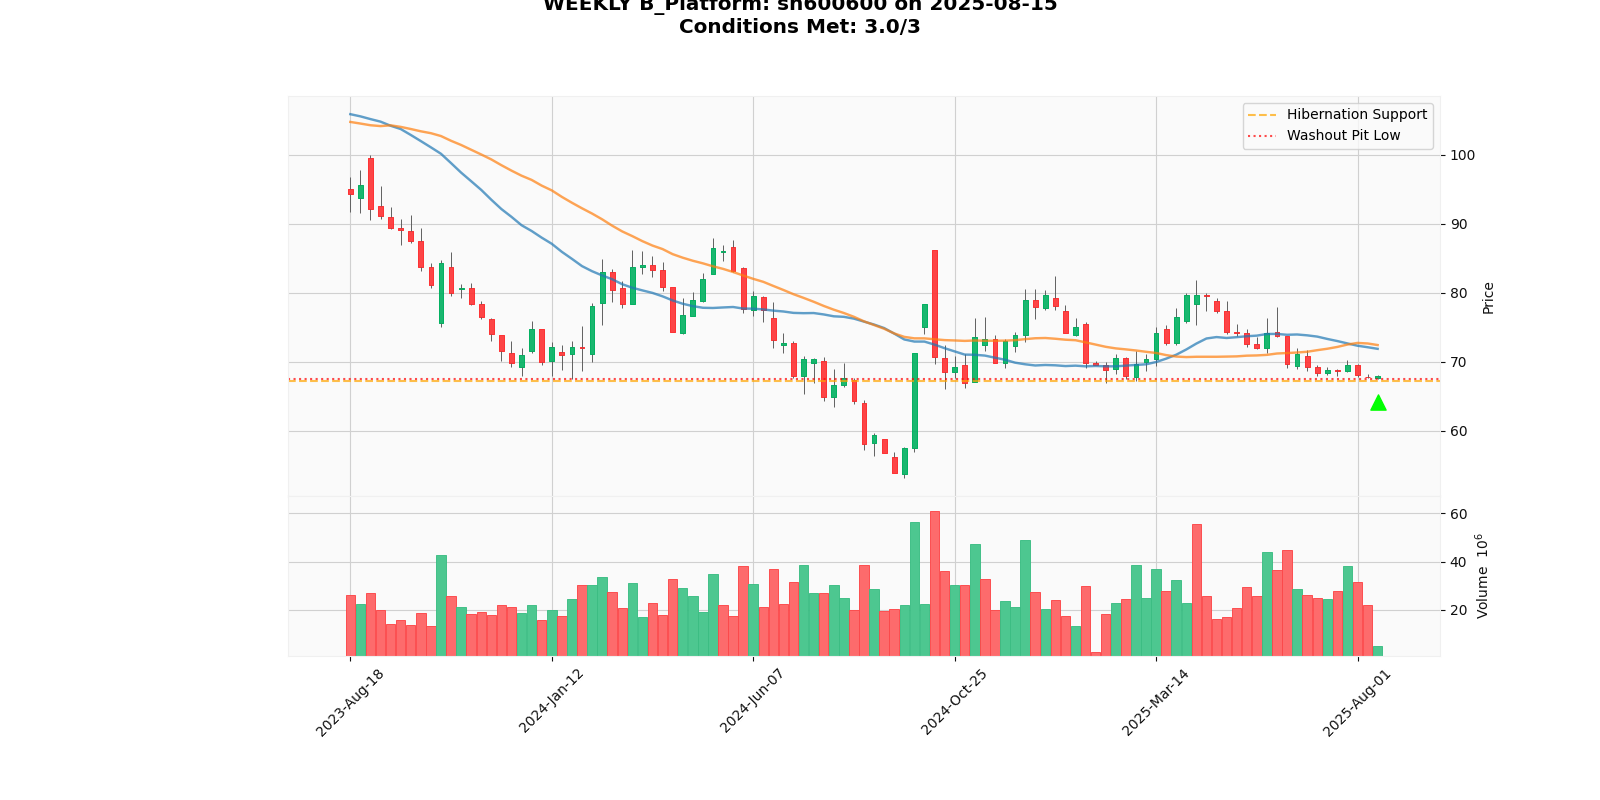 WEEKLY B_Platform: sh600600 on 2025-08-15
Conditions Met: 3.0/3
Hibernation Support
Washout Pit Low
100
90
80
70
60
Price
60
40
20
Volume 10⁶
2023-Aug-18
2024-Jan-12
2024-Jun-07
2024-Oct-25
2025-Mar-14
2025-Aug-01